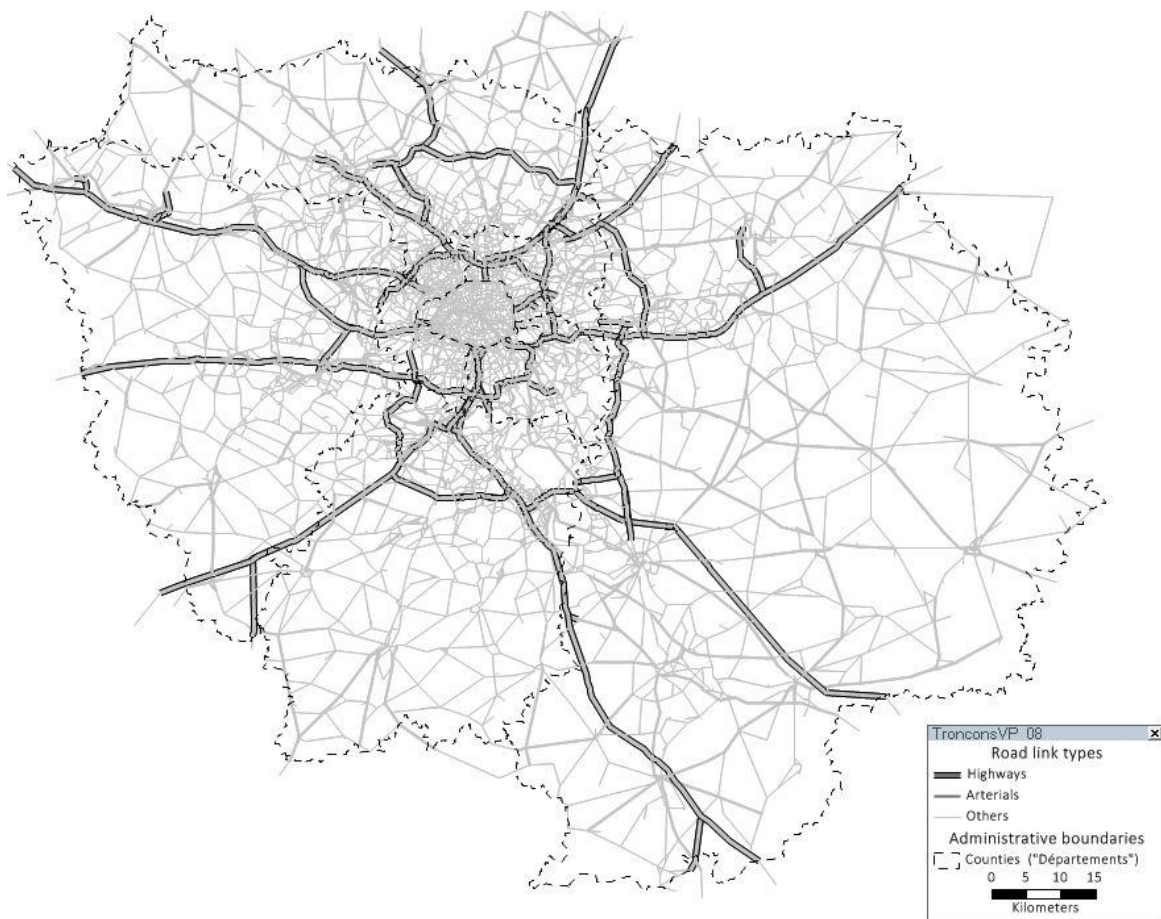 TronconsVP_08
Road link types
Highways
Arterials
Others
Administrative boundaries
Counties ("Départements")
0 5 10 15
Kilometers